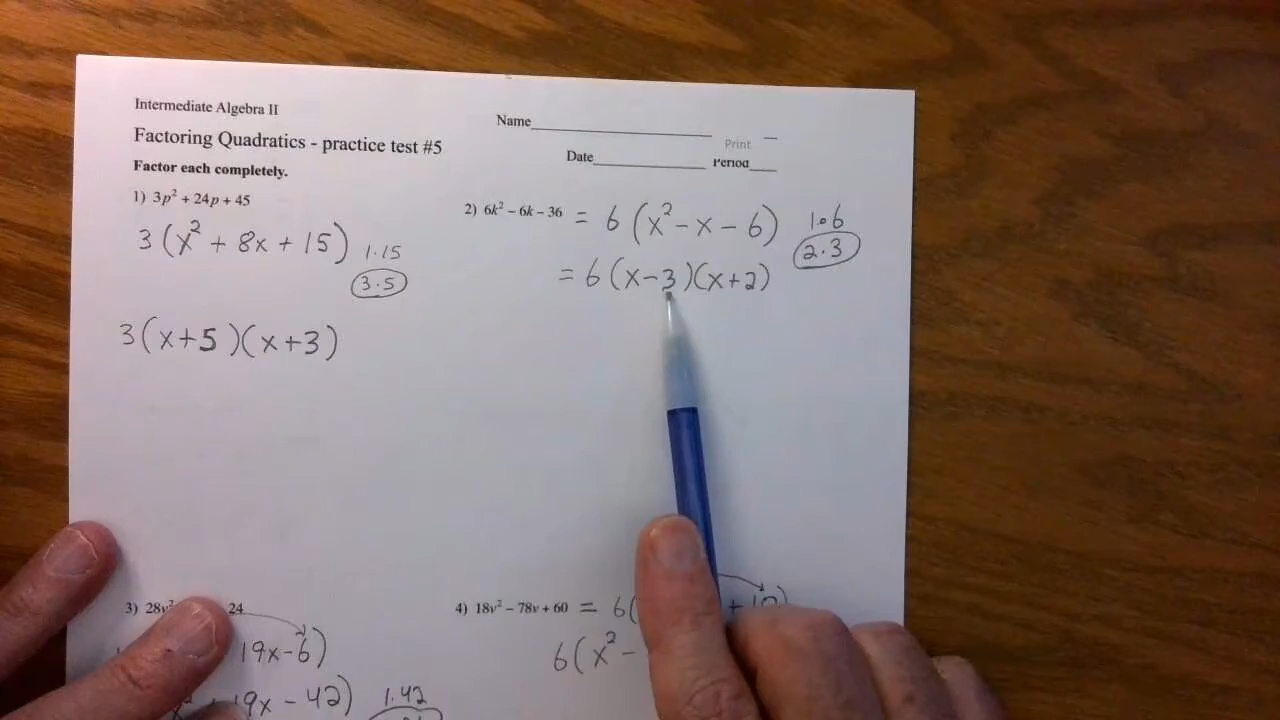 Intermediate Algebra II
Name
Factoring Quadratics - practice test #5
Print
Date Period
Factor each completely.
1) 3p² + 24p + 45
3(x² + 8x + 15) 1·15
3·5
3(x+5)(x+3)
2) 6k² − 6k − 36 = 6(x² − x − 6) 1·6
2·3
= 6(x−3)(x+2)
3) 28v² 24
19x−6)
19x − 42) 1·42
4) 18v² − 78v + 60 = 6( + 10)
6(x² −